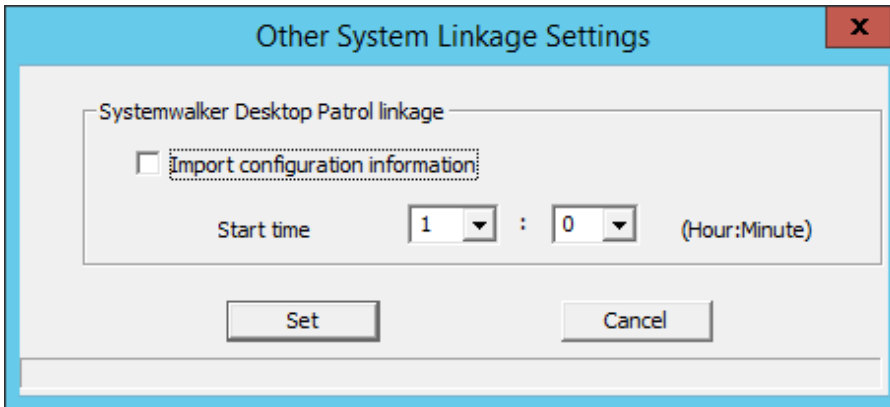 Other System Linkage Settings
x
Systemwalker Desktop Patrol linkage
Import configuration information
Start time 1 : 0 (Hour:Minute)
Set Cancel